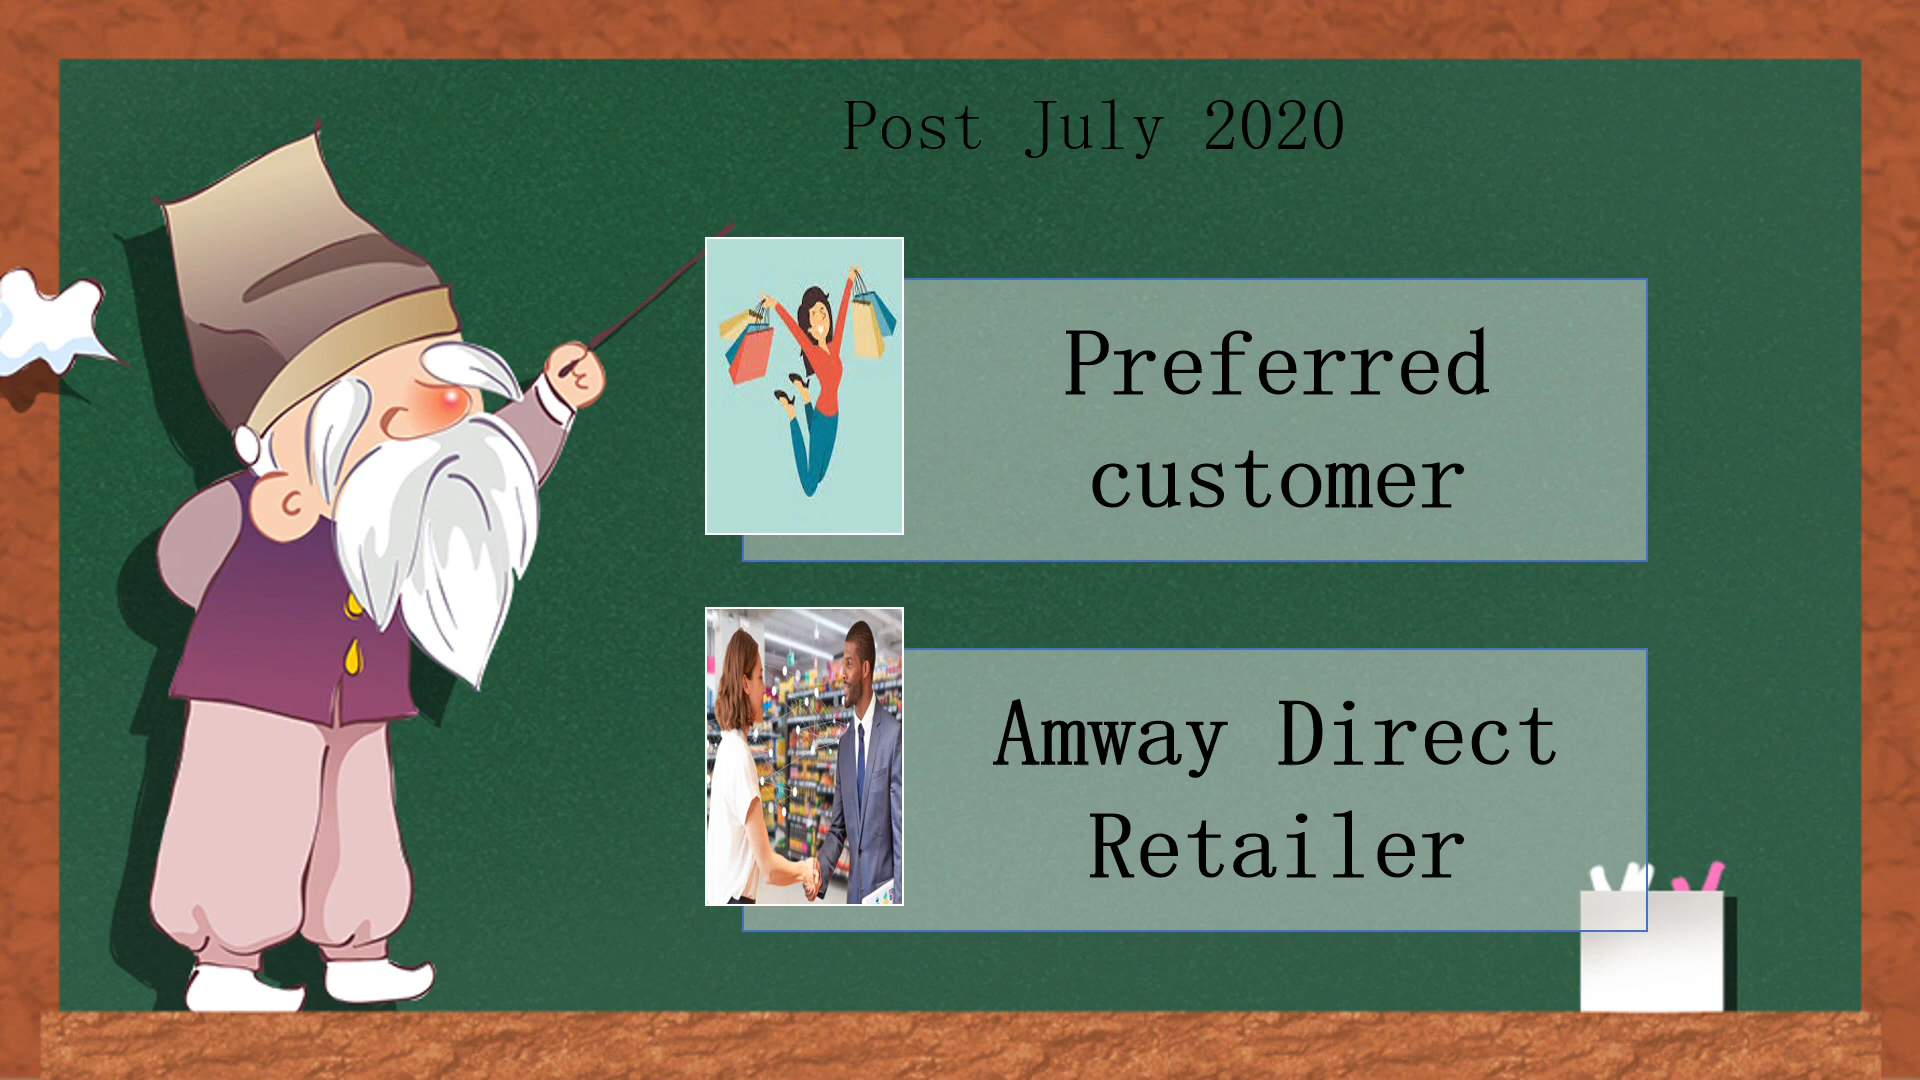 Post July 2020
Preferred
customer
Amway Direct
Retailer